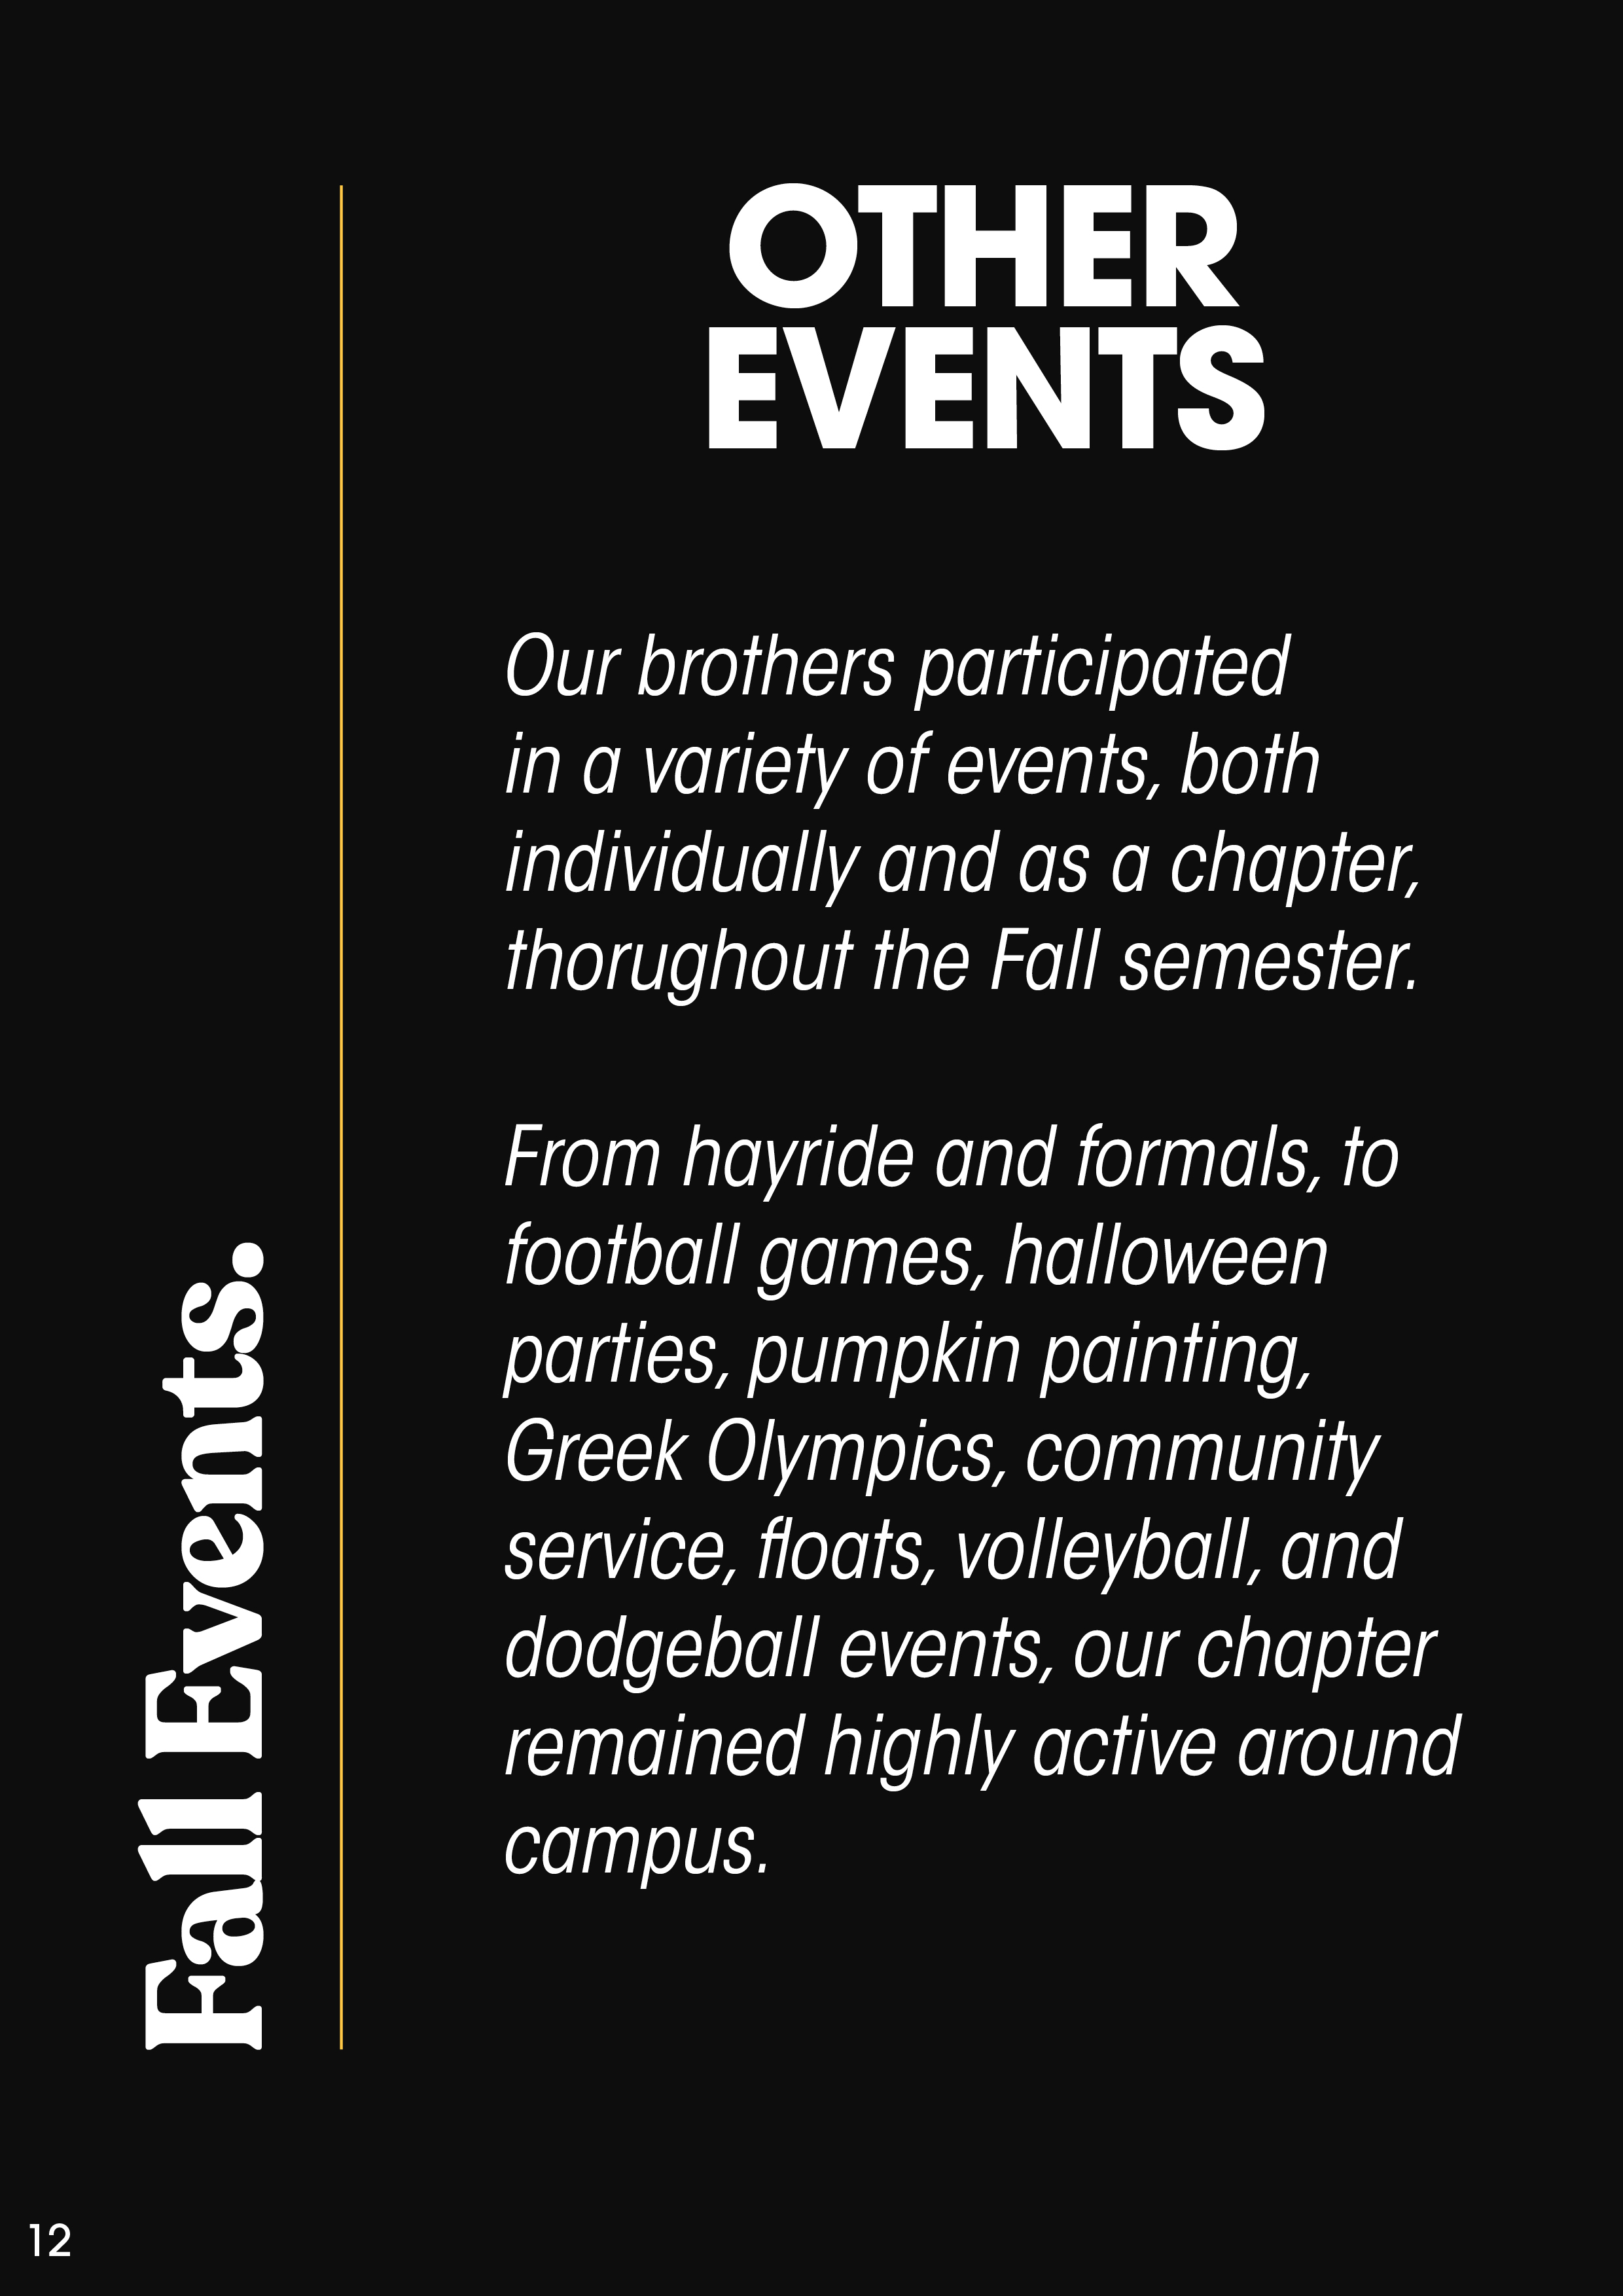 OTHER
EVENTS
Our brothers participated
in a variety of events, both
individually and as a chapter,
thorughout the Fall semester.
From hayride and formals, to
football games, halloween
parties, pumpkin painting,
Greek Olympics, community
service, floats, volleyball, and
dodgeball events, our chapter
remained highly active around
campus.
Fall Events.
12